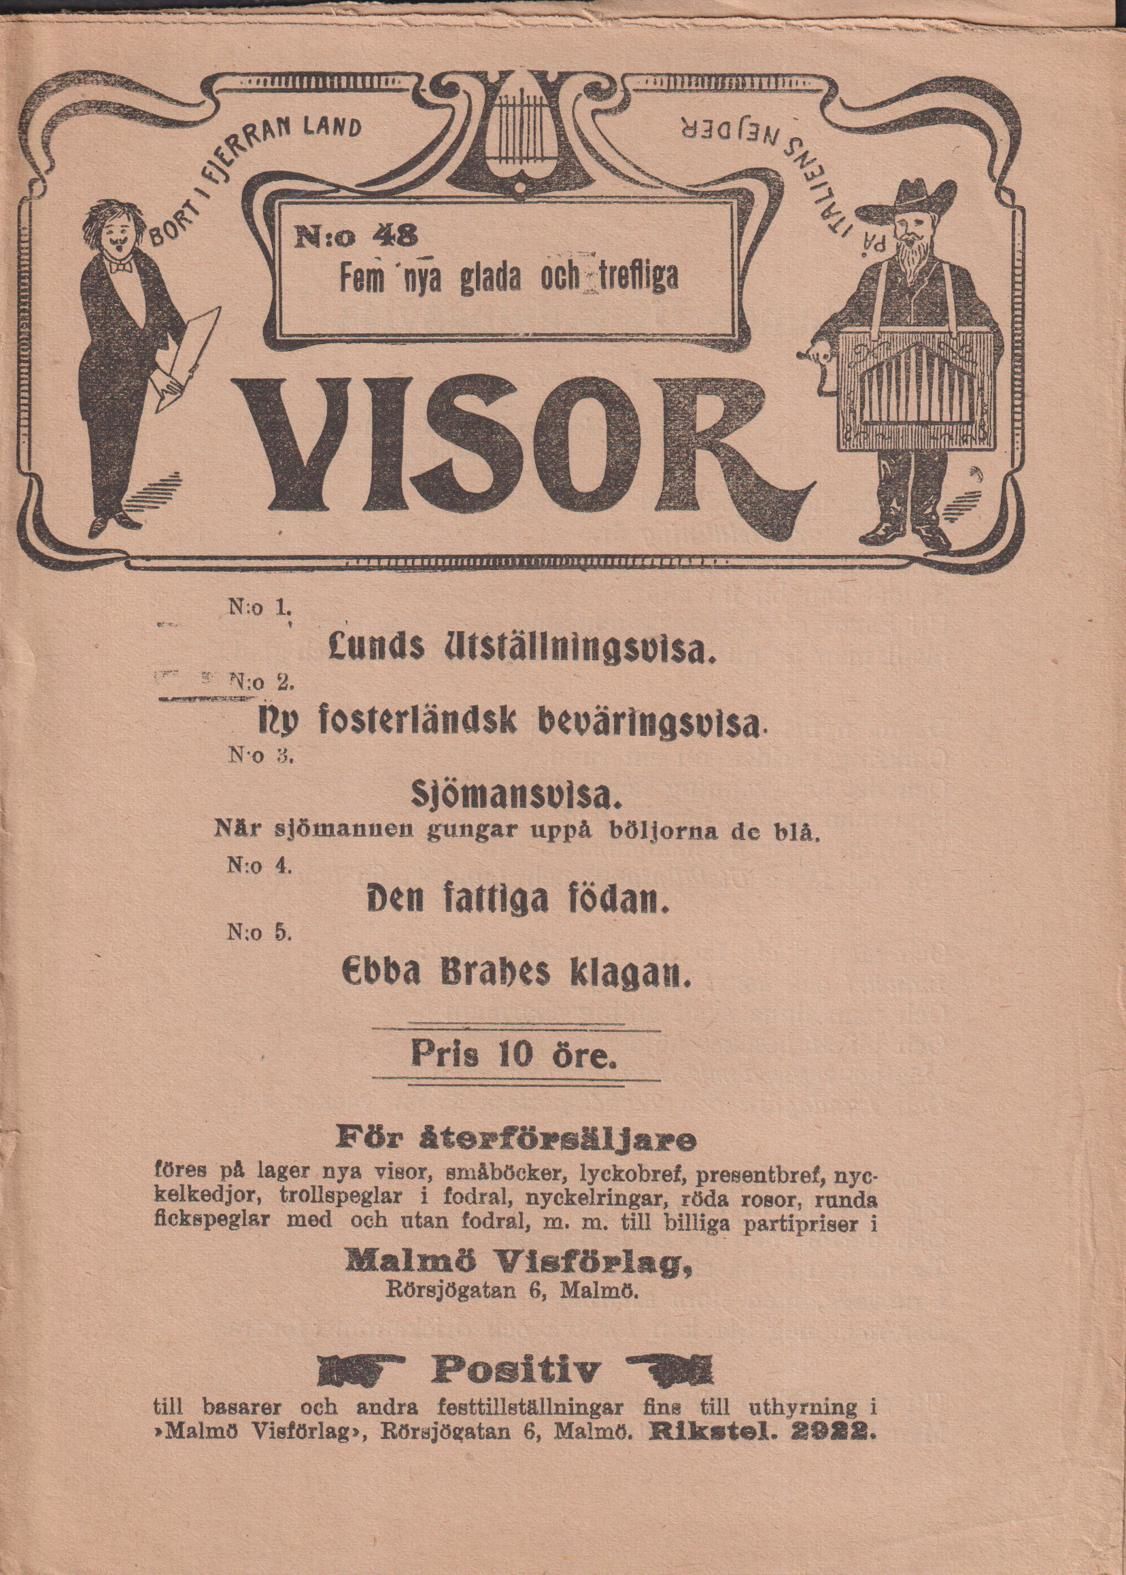 BORT I FJERRAN LAND
PÅ ITALIENS NEJDER
N:o 48
Fem nya glada och trefliga
VISOR
N:o 1.
Lunds Utställningsvisa.
N:o 2.
Ny fosterländsk beväringsvisa.
N:o 3.
Sjömansvisa.
När sjömannen gungar uppå böljorna de blå.
N:o 4.
Den fattiga födan.
N:o 5.
Ebba Brahes klagan.
Pris 10 öre.
För återförsäljare
föres på lager nya visor, småböcker, lyckobref, presentbref, nyc-
kelkedjor, trollspeglar i fodral, nyckelringar, röda rosor, runda
fickspeglar med och utan fodral, m. m. till billiga partipriser i
Malmö Visförlag,
Rörsjögatan 6, Malmö.
Positiv
till basarer och andra festtillställningar fins till uthyrning i
›Malmö Visförlag›, Rörsjögatan 6, Malmö. Rikstel. 2922.